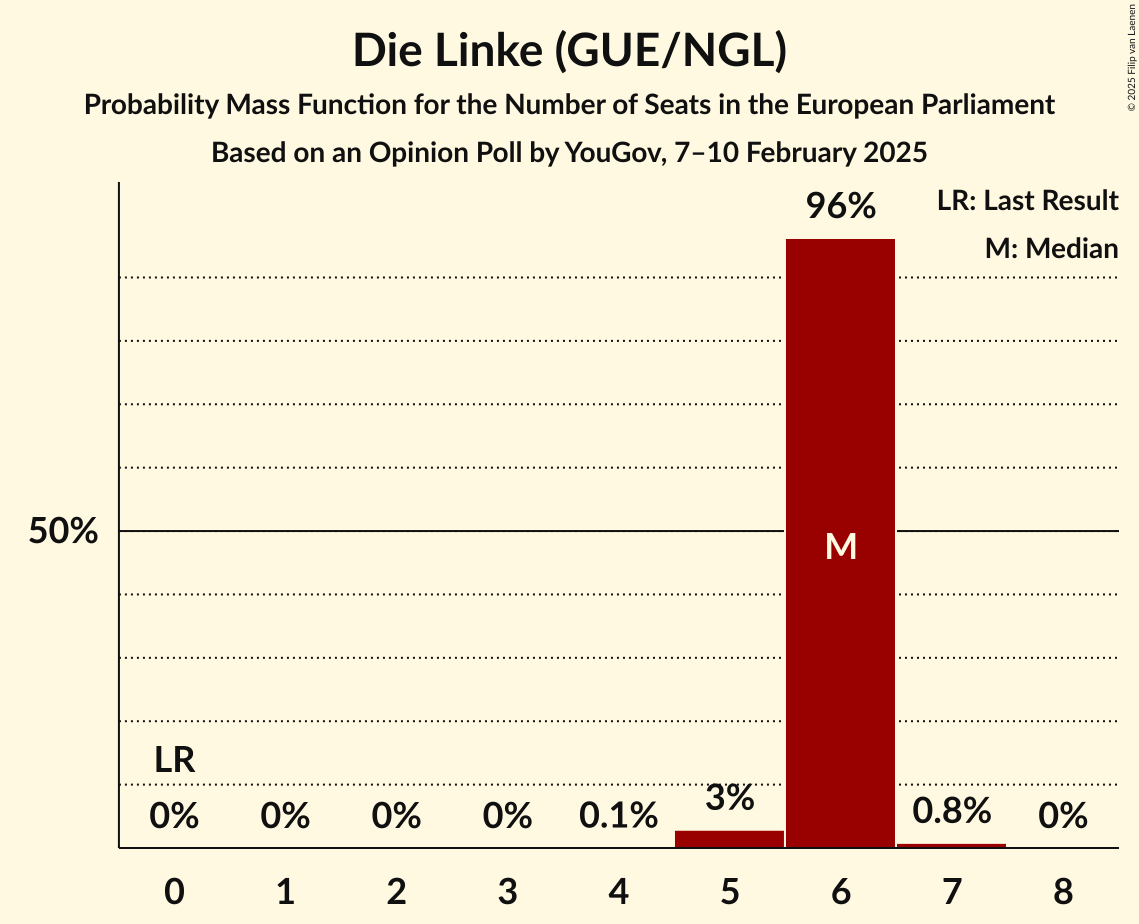 Die Linke (GUE/NGL)
Probability Mass Function for the Number of Seats in the European Parliament
Based on an Opinion Poll by YouGov, 7–10 February 2025
© 2025 Filip van Laenen
LR: Last Result
M: Median
96%
50%
M
LR
0% 0% 0% 0% 0.1% 3% 0.8% 0%
0 1 2 3 4 5 6 7 8